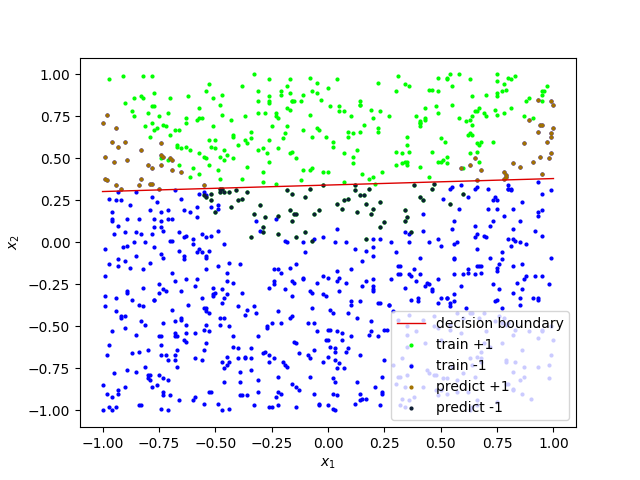 1.00
0.75
0.50
0.25
0.00
−0.25
−0.50
−0.75
−1.00
x2
decision boundary
train +1
train -1
predict +1
predict -1
−1.00 −0.75 −0.50 −0.25 0.00 0.25 0.50 0.75 1.00
x1